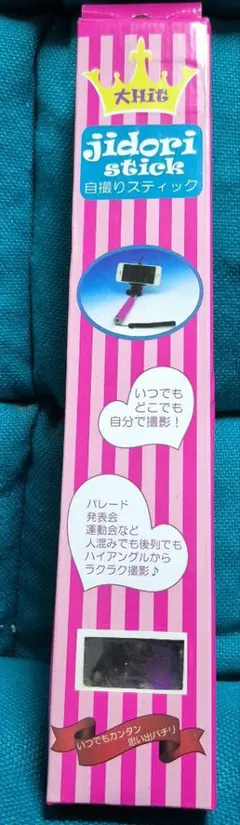 大Hit
jidori
stick
自撮りスティック
いつでも
どこでも
自分で撮影！
パレード
発表会
運動会など
人混みでも後列でも
ハイアングルから
ラクラク撮影♪
いつでもカンタン
思い出パチリ